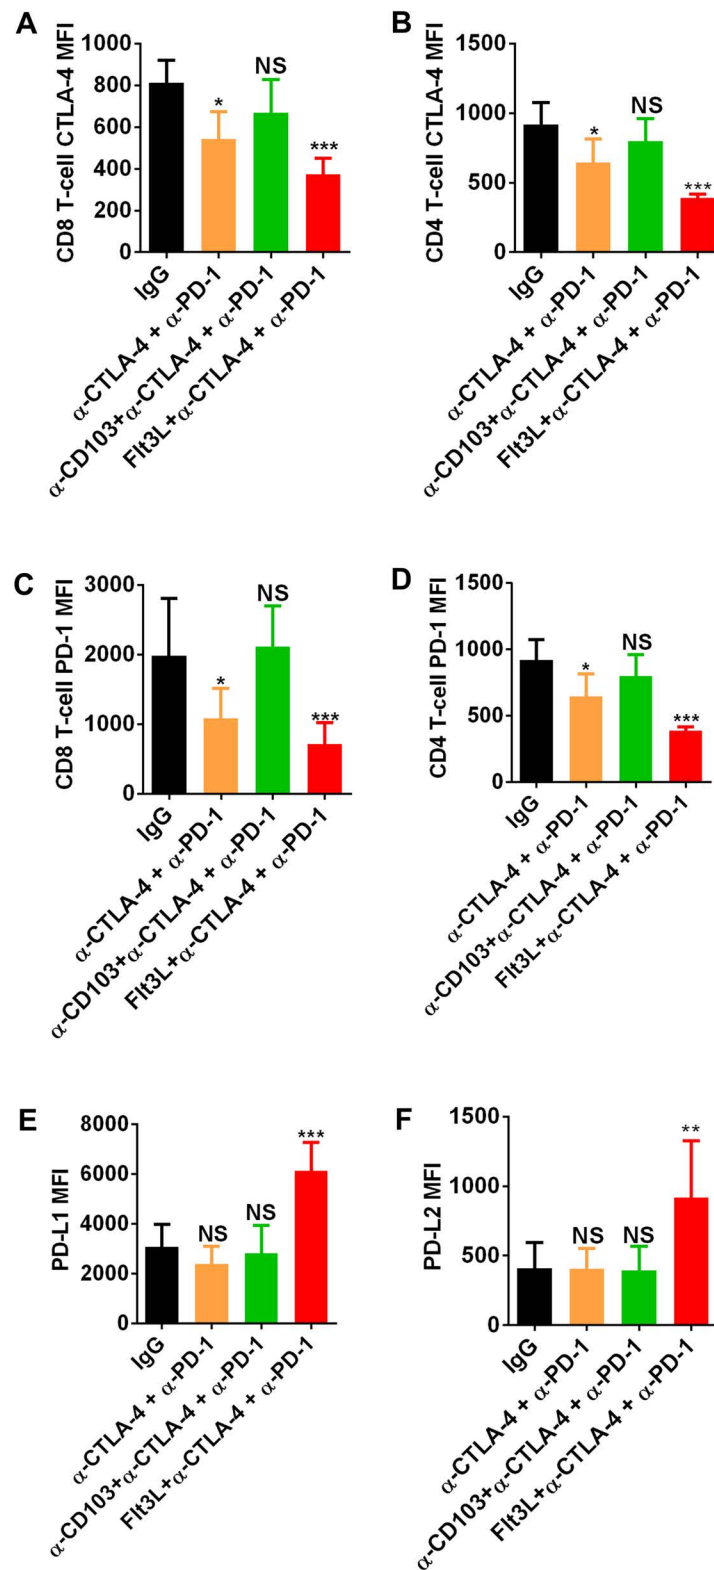 A
CD8 T-cell CTLA-4 MFI
1000
800
600
400
200
0
*
NS
***
IgG
α-CTLA-4 + α-PD-1
α-CD103+α-CTLA-4 + α-PD-1
Flt3L+α-CTLA-4 + α-PD-1
B
CD4 T-cell CTLA-4 MFI
1500
1000
500
0
*
NS
***
IgG
α-CTLA-4 + α-PD-1
α-CD103+α-CTLA-4 + α-PD-1
Flt3L+α-CTLA-4 + α-PD-1
C
CD8 T-cell PD-1 MFI
3000
2000
1000
0
*
NS
***
IgG
α-CTLA-4 + α-PD-1
α-CD103+α-CTLA-4 + α-PD-1
Flt3L+α-CTLA-4 + α-PD-1
D
CD4 T-cell PD-1 MFI
1500
1000
500
0
*
NS
***
IgG
α-CTLA-4 + α-PD-1
α-CD103+α-CTLA-4 + α-PD-1
Flt3L+α-CTLA-4 + α-PD-1
E
PD-L1 MFI
8000
6000
4000
2000
0
NS
NS
***
IgG
α-CTLA-4 + α-PD-1
α-CD103+α-CTLA-4 + α-PD-1
Flt3L+α-CTLA-4 + α-PD-1
F
PD-L2 MFI
1500
1000
500
0
NS
NS
**
IgG
α-CTLA-4 + α-PD-1
α-CD103+α-CTLA-4 + α-PD-1
Flt3L+α-CTLA-4 + α-PD-1